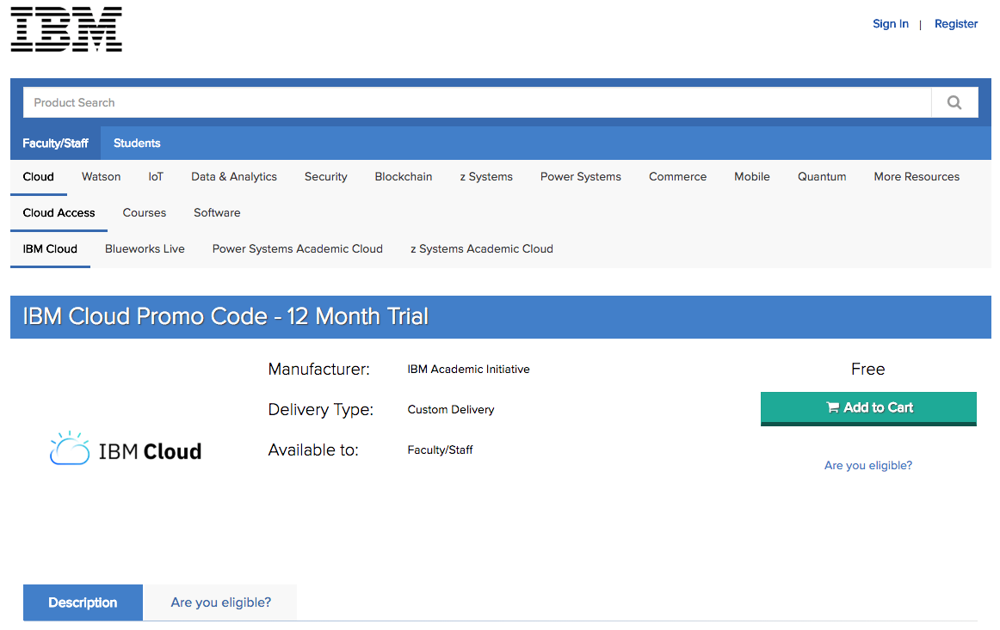 IBM
Sign In | Register
Product Search
Faculty/Staff Students
Cloud Watson IoT Data & Analytics Security Blockchain z Systems Power Systems Commerce Mobile Quantum More Resources
Cloud Access Courses Software
IBM Cloud Blueworks Live Power Systems Academic Cloud z Systems Academic Cloud
IBM Cloud Promo Code - 12 Month Trial
Manufacturer: IBM Academic Initiative
Free
Delivery Type: Custom Delivery
Add to Cart
IBM Cloud
Available to: Faculty/Staff
Are you eligible?
Description Are you eligible?